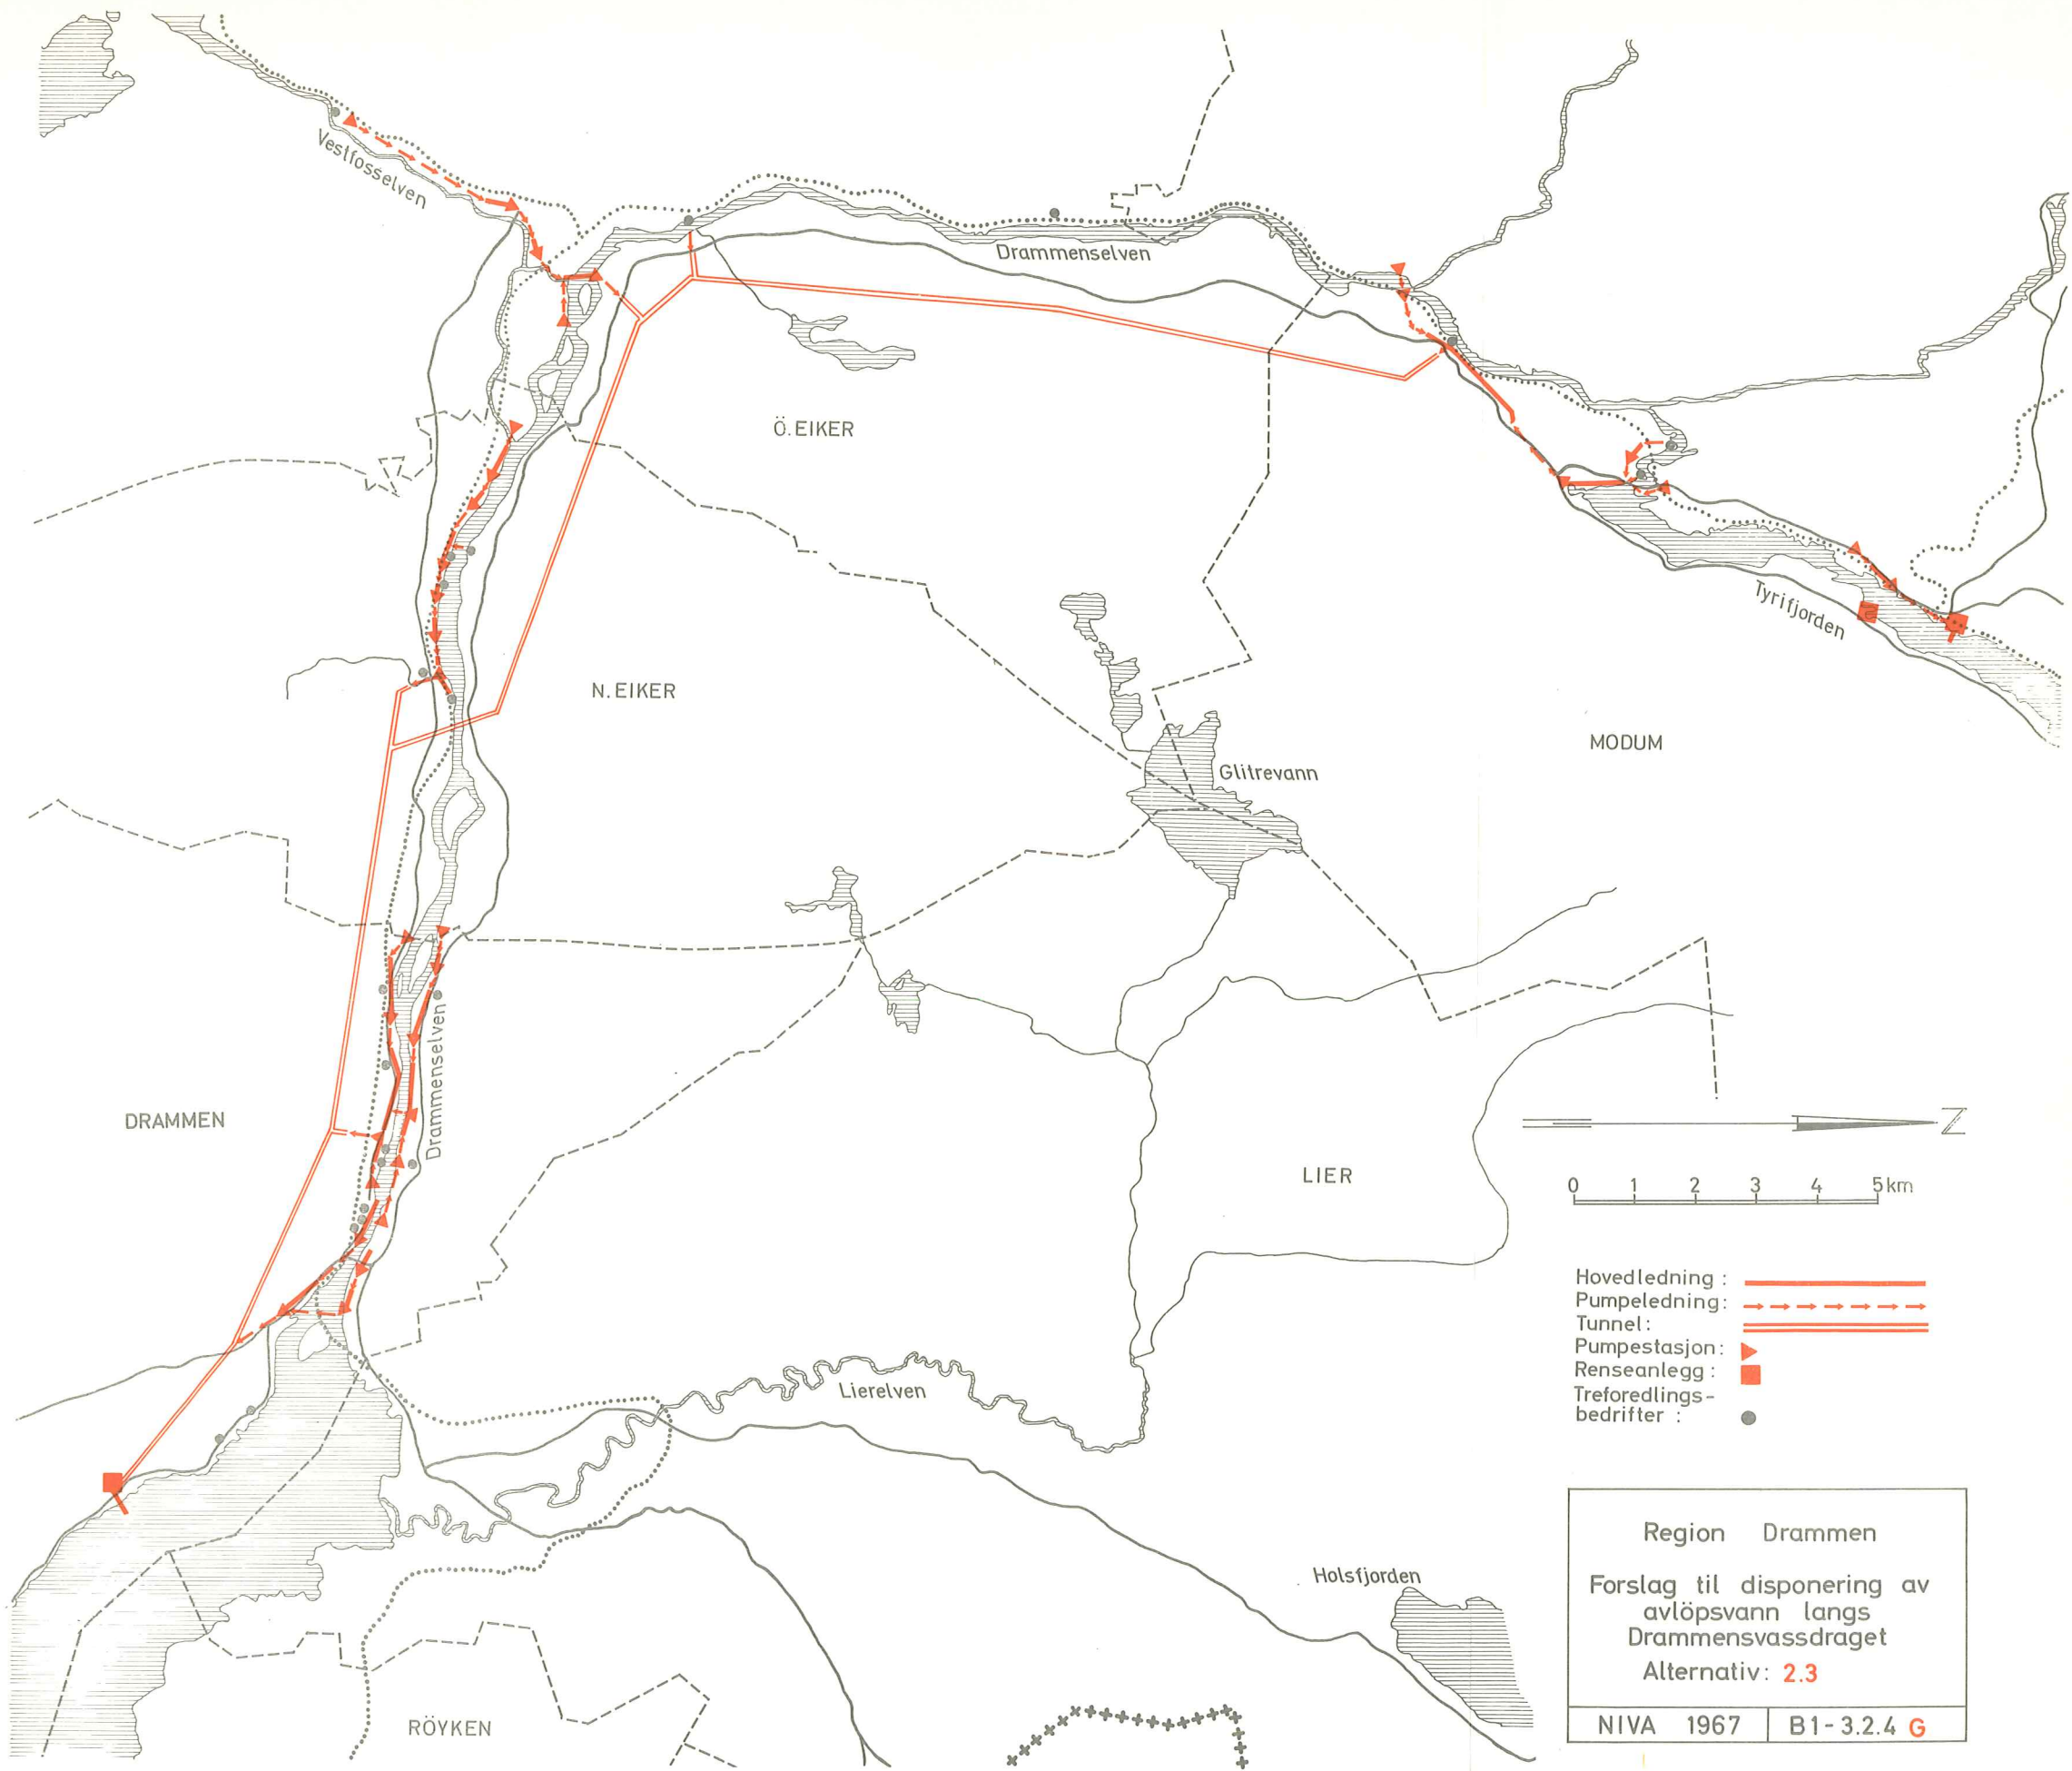 Vestfosselven
Drammenselven
Ö. EIKER
Tyrifjorden
N. EIKER
MODUM
Glitrevann
Drammenselven
DRAMMEN
Z
LIER
0 1 2 3 4 5 km
Hovedledning :
Pumpeledning :
Tunnel :
Pumpestasjon :
Renseanlegg :
Treforedlings-
bedrifter :
Lierelven
Holsfjorden
RÖYKEN
Region Drammen
Forslag til disponering av
avlöpsvann langs
Drammensvassdraget
Alternativ: 2.3
NIVA 1967 B1-3.2.4 G